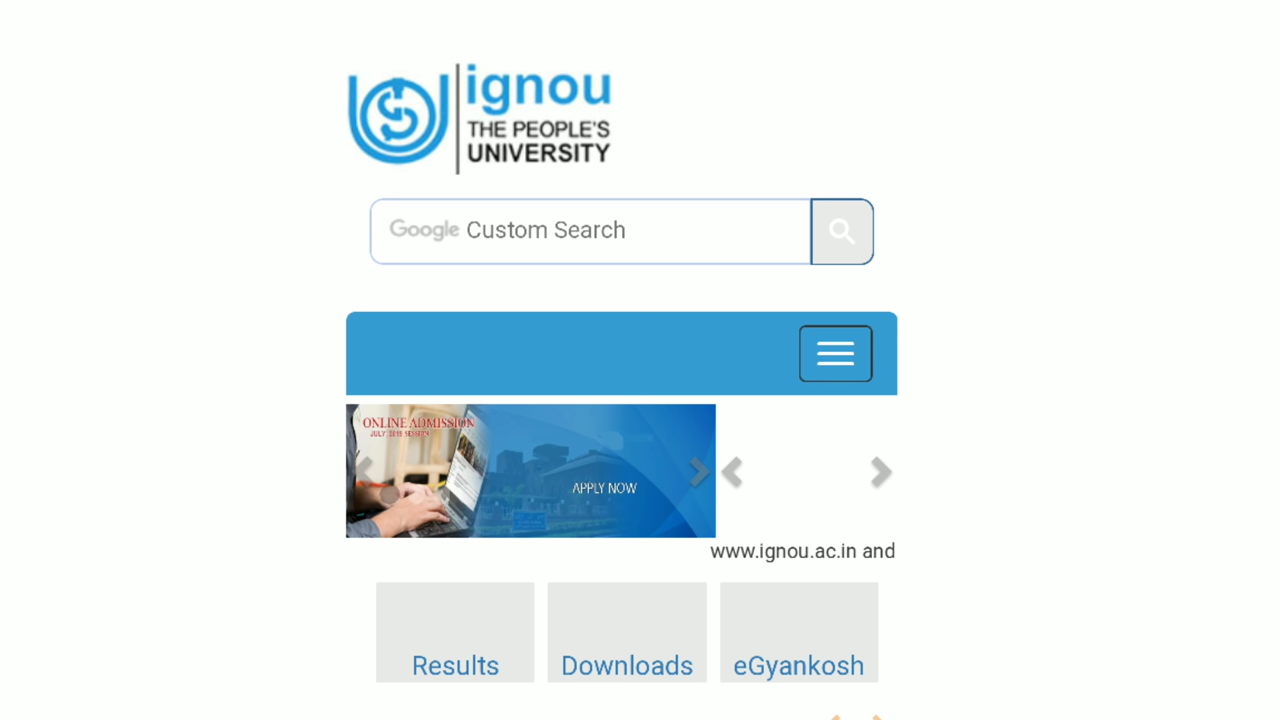 ignou
THE PEOPLE'S
UNIVERSITY
Google Custom Search
ONLINE ADMISSION
APPLY NOW
www.ignou.ac.in and
Results
Downloads
eGyankosh